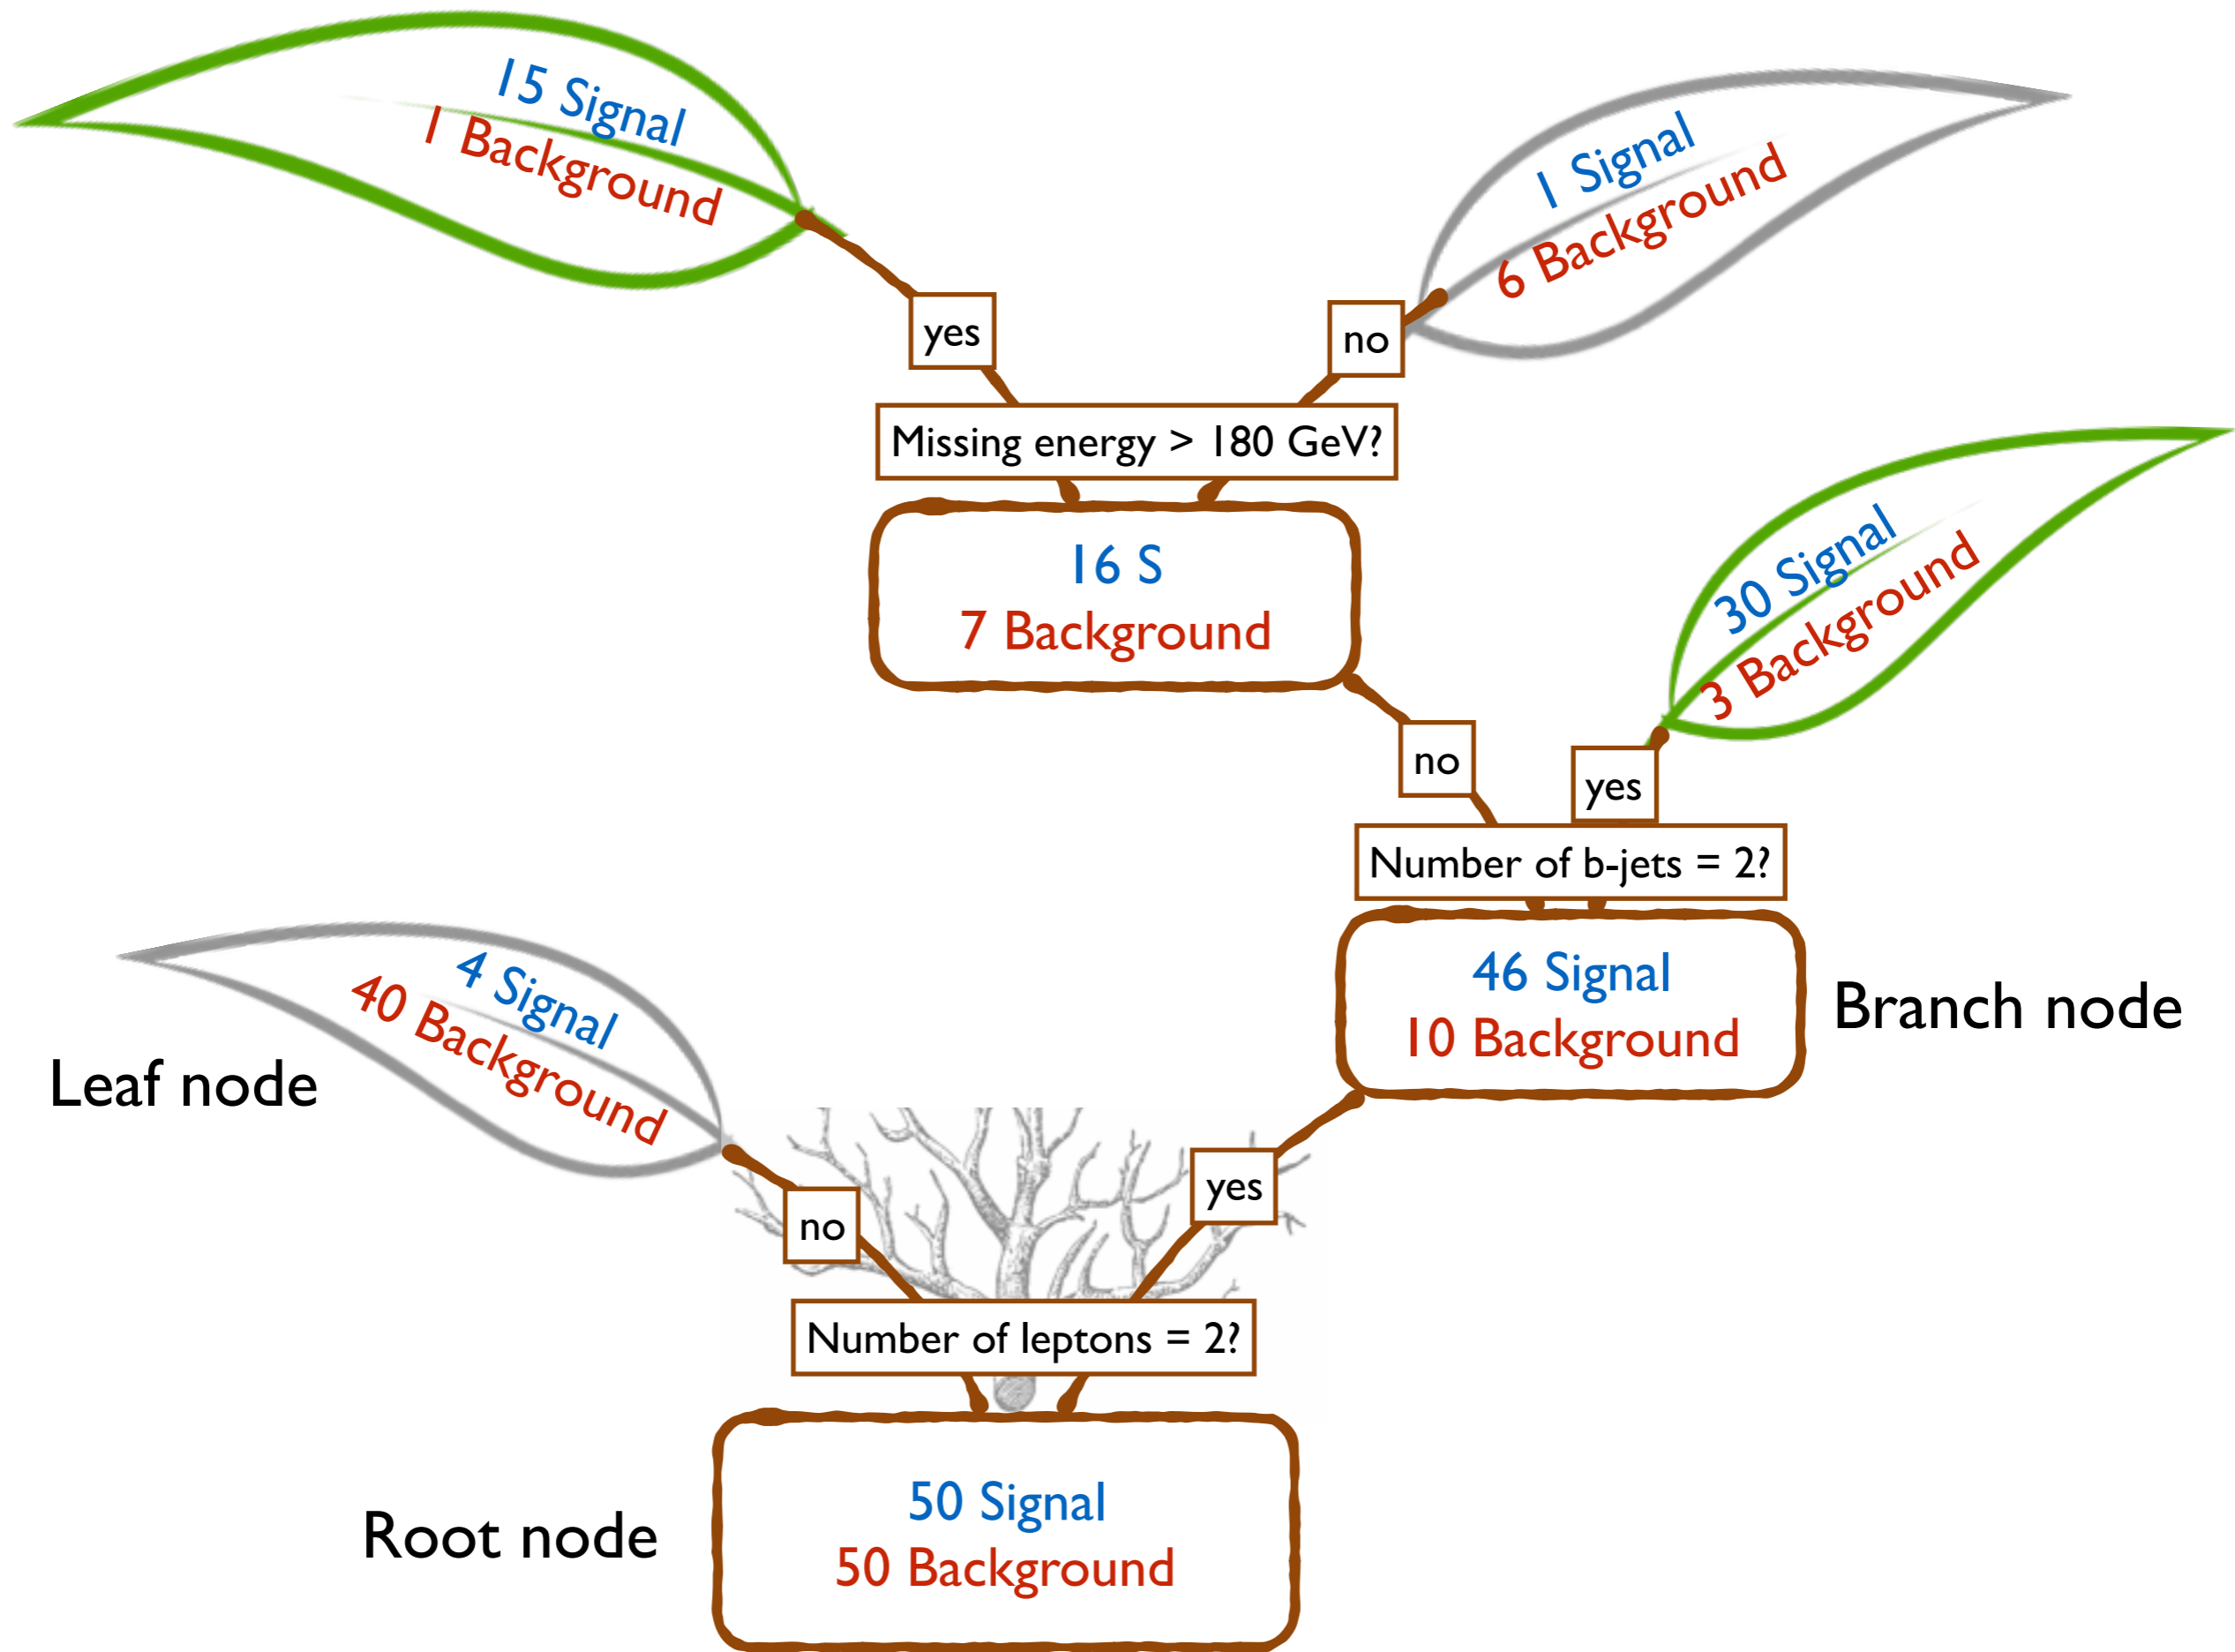 15 Signal
1 Background
1 Signal
6 Background
yes
no
Missing energy > 180 GeV?
16 S
7 Background
30 Signal
3 Background
no
yes
Number of b-jets = 2?
4 Signal
40 Background
46 Signal
10 Background
Branch node
Leaf node
no
yes
Number of leptons = 2?
50 Signal
50 Background
Root node